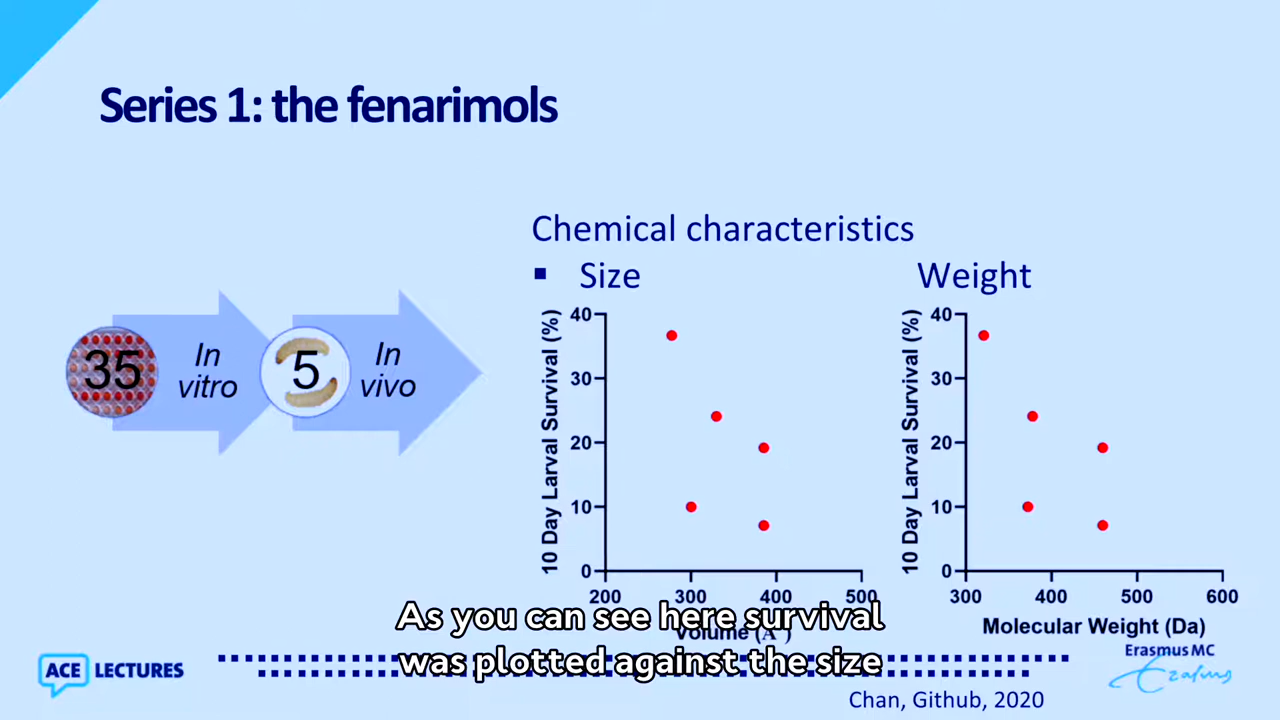 Series 1: the fenarimols
Chemical characteristics
▪ Size
Weight
35
In
vitro
5
In
vivo
10 Day Larval Survival (%)
40
30
20
10
0
200
300
400
500
Volume (A )
10 Day Larval Survival (%)
40
30
20
10
0
300
400
500
600
Molecular Weight (Da)
As you can see here survival
was plotted against the size
ACE LECTURES
Erasmus MC
Erasmus
Chan, Github, 2020